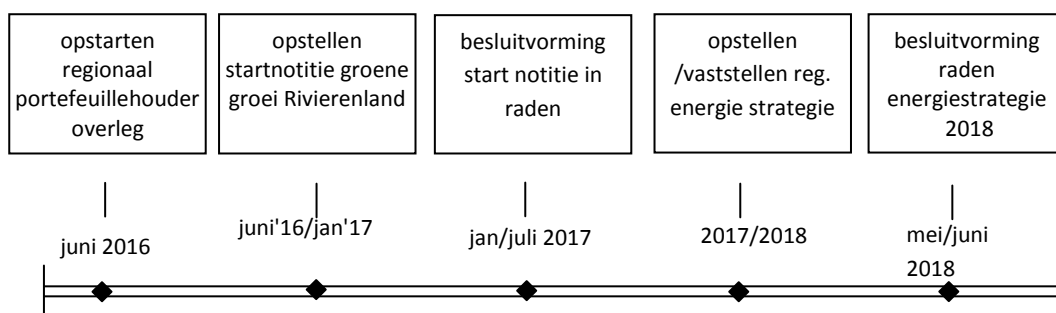 opstarten
regionaal
portefeuillehouder
overleg
opstellen
startnotitie groene
groei Rivierenland
besluitvorming
start notitie in
raden
opstellen
/vaststellen reg.
energie strategie
besluitvorming
raden
energiestrategie
2018
juni 2016
juni'16/jan'17
jan/juli 2017
2017/2018
mei/juni
2018